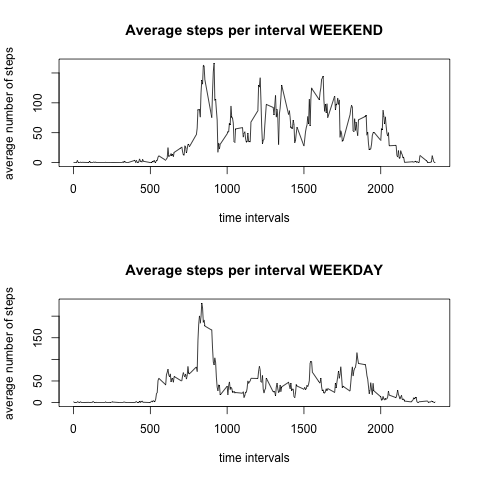 Average steps per interval WEEKEND
average number of steps
0 50 100
0 500 1000 1500 2000
time intervals
Average steps per interval WEEKDAY
average number of steps
0 50 150
0 500 1000 1500 2000
time intervals